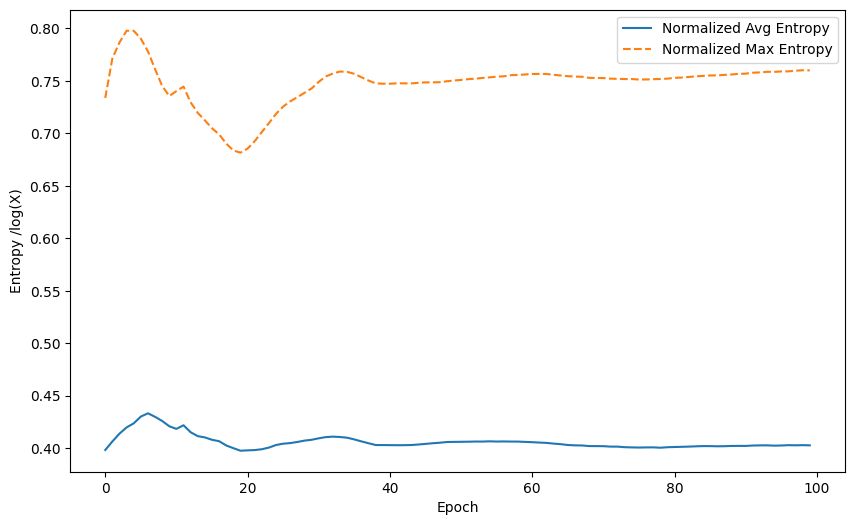 Normalized Avg Entropy
Normalized Max Entropy
0.80
0.75
0.70
0.65
0.60
0.55
0.50
0.45
0.40
Entropy /log(X)
0 20 40 60 80 100
Epoch